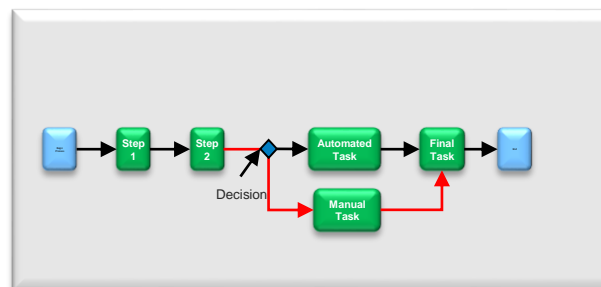 Step
1
Step
2
Automated
Task
Final
Task
Decision
Manual
Task